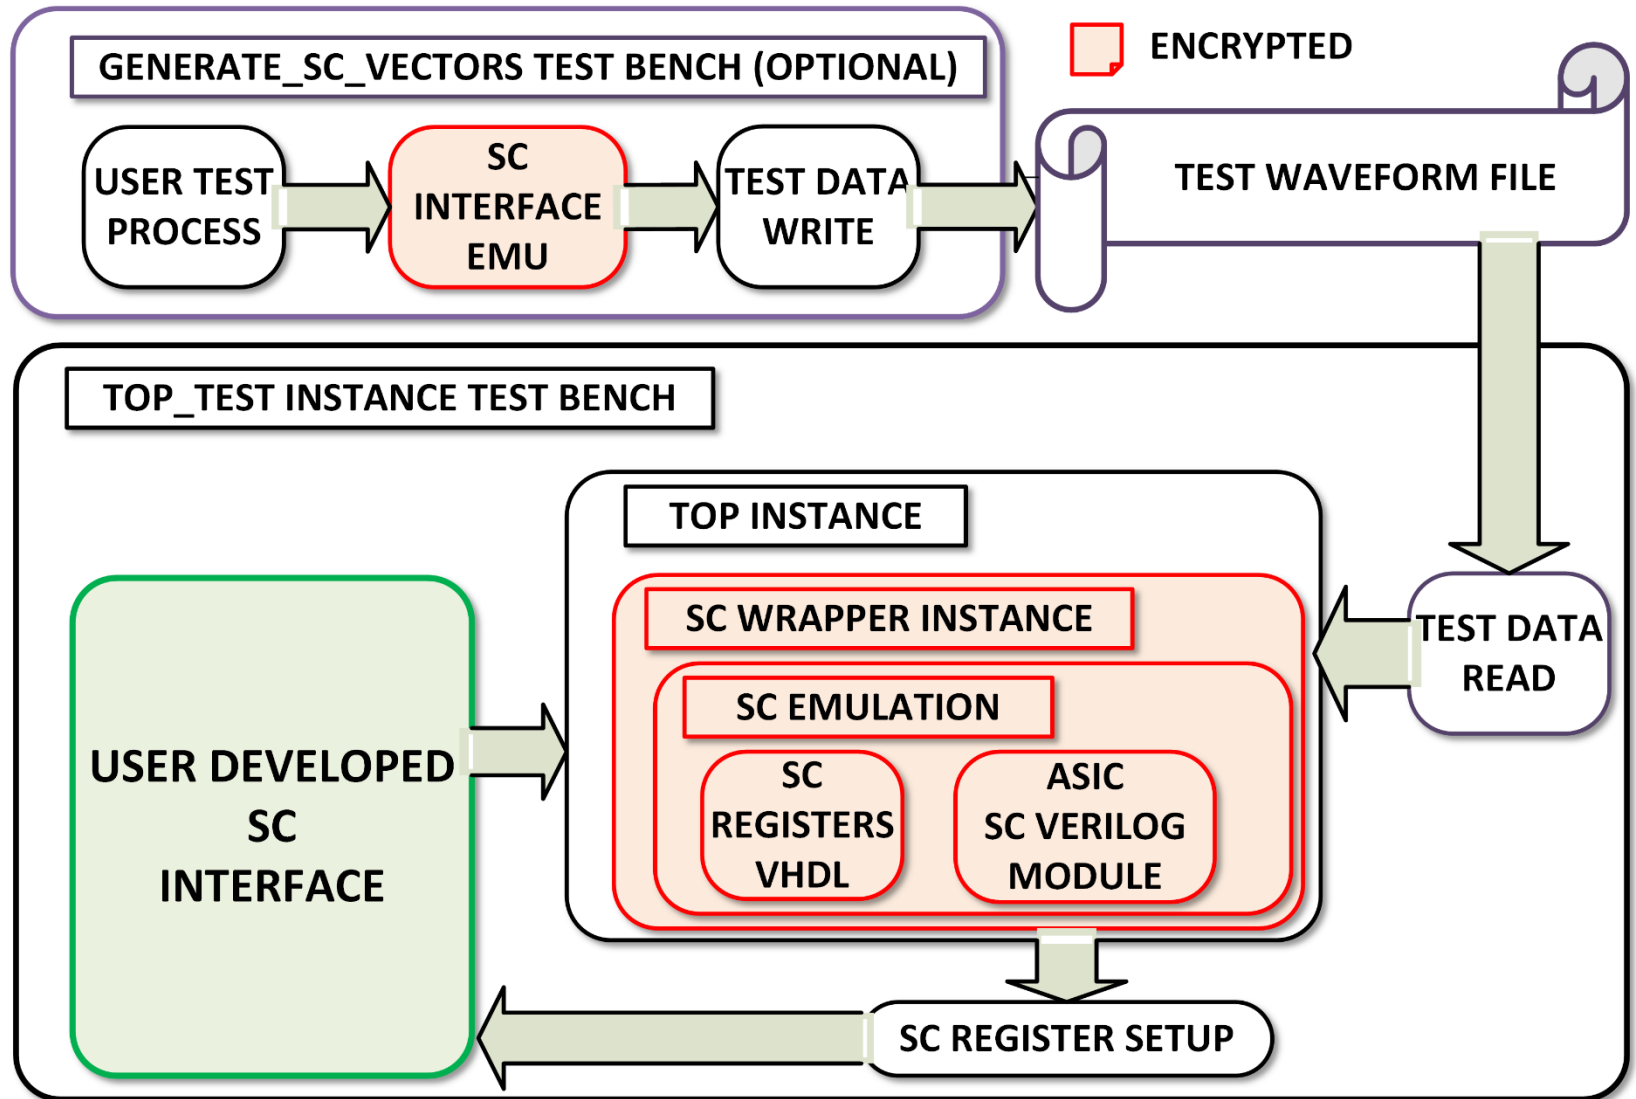 GENERATE_SC_VECTORS TEST BENCH (OPTIONAL)
ENCRYPTED
USER TEST
PROCESS
SC
INTERFACE
EMU
TEST DATA
WRITE
TEST WAVEFORM FILE
TOP_TEST INSTANCE TEST BENCH
TOP INSTANCE
SC WRAPPER INSTANCE
SC EMULATION
SC
REGISTERS
VHDL
ASIC
SC VERILOG
MODULE
TEST DATA
READ
USER DEVELOPED
SC
INTERFACE
SC REGISTER SETUP